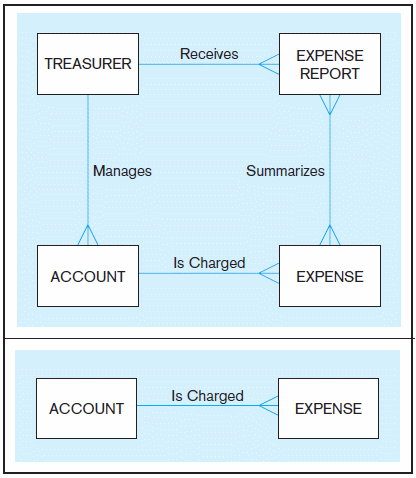 TREASURER
Receives
EXPENSE
REPORT
Manages
Summarizes
ACCOUNT
Is Charged
EXPENSE
ACCOUNT
Is Charged
EXPENSE